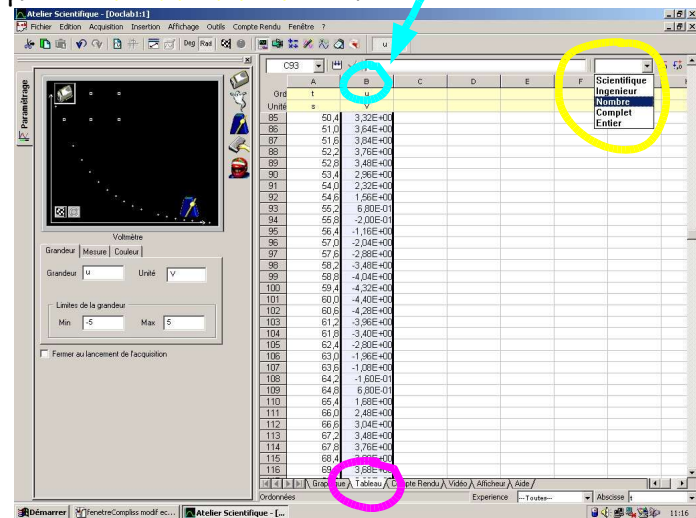 Atelier Scientifique - [Doclab1:1]
Fichier Edition Acquisition Insertion Affichage Outils Compte Rendu Fenêtre ?
Deg Rad u
C93
A B C D E F
t u
Unité s V
Scientifique
Ingenieur
Nombre
Complet
Entier
Paramétrage
85 50,4 3,32E+00
86 51,0 3,64E+00
87 51,6 3,84E+00
88 52,2 3,76E+00
89 52,8 3,48E+00
90 53,4 2,96E+00
91 54,0 2,32E+00
92 54,6 1,56E+00
93 55,2 6,80E-01
94 55,8 -2,00E-01
95 56,4 -1,16E+00
96 57,0 -2,04E+00
97 57,6 -2,88E+00
98 58,2 -3,48E+00
99 58,8 -4,04E+00
100 59,4 -4,32E+00
101 60,0 -4,40E+00
102 60,6 -4,28E+00
103 61,2 -3,96E+00
104 61,8 -3,40E+00
105 62,4 -2,80E+00
106 63,0 -1,96E+00
107 63,6 -1,08E+00
108 64,2 -1,60E-01
109 64,8 6,80E-01
110 65,4 1,68E+00
111 66,0 2,48E+00
112 66,6 3,04E+00
113 67,2 3,48E+00
114 67,8 3,76E+00
115 68,4
116 3,68E+00
Voltmètre
Grandeur Mesure Couleur
Grandeur u Unité V
Limites de la grandeur
Min -5 Max 5
Fermer au lancement de l'acquisition
Tableau Compte Rendu Vidéo Afficheur Aide
Ordonnées Experience ---Toutes-- Abscisse t
Démarrer fenetreCompliss modif ec... Atelier Scientifique - [... 11:16